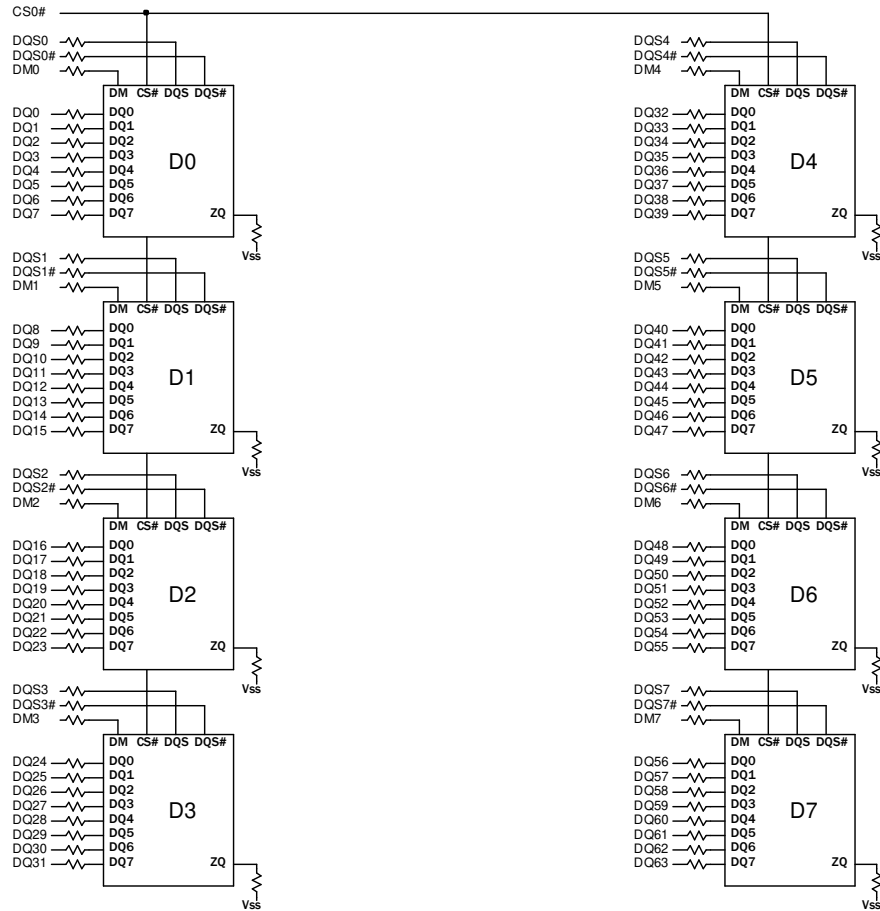 CS0#
DQS0
DQS0#
DM0
DM CS# DQS DQS#
DQ0 DQ0
DQ1 DQ1
DQ2 DQ2
DQ3 DQ3
DQ4 DQ4
DQ5 DQ5
DQ6 DQ6
DQ7 DQ7
D0
ZQ
Vss
DQS1
DQS1#
DM1
DM CS# DQS DQS#
DQ8 DQ0
DQ9 DQ1
DQ10 DQ2
DQ11 DQ3
DQ12 DQ4
DQ13 DQ5
DQ14 DQ6
DQ15 DQ7
D1
ZQ
Vss
DQS2
DQS2#
DM2
DM CS# DQS DQS#
DQ16 DQ0
DQ17 DQ1
DQ18 DQ2
DQ19 DQ3
DQ20 DQ4
DQ21 DQ5
DQ22 DQ6
DQ23 DQ7
D2
ZQ
Vss
DQS3
DQS3#
DM3
DM CS# DQS DQS#
DQ24 DQ0
DQ25 DQ1
DQ26 DQ2
DQ27 DQ3
DQ28 DQ4
DQ29 DQ5
DQ30 DQ6
DQ31 DQ7
D3
ZQ
Vss
DQS4
DQS4#
DM4
DM CS# DQS DQS#
DQ32 DQ0
DQ33 DQ1
DQ34 DQ2
DQ35 DQ3
DQ36 DQ4
DQ37 DQ5
DQ38 DQ6
DQ39 DQ7
D4
ZQ
Vss
DQS5
DQS5#
DM5
DM CS# DQS DQS#
DQ40 DQ0
DQ41 DQ1
DQ42 DQ2
DQ43 DQ3
DQ44 DQ4
DQ45 DQ5
DQ46 DQ6
DQ47 DQ7
D5
ZQ
Vss
DQS6
DQS6#
DM6
DM CS# DQS DQS#
DQ48 DQ0
DQ49 DQ1
DQ50 DQ2
DQ51 DQ3
DQ52 DQ4
DQ53 DQ5
DQ54 DQ6
DQ55 DQ7
D6
ZQ
Vss
DQS7
DQS7#
DM7
DM CS# DQS DQS#
DQ56 DQ0
DQ57 DQ1
DQ58 DQ2
DQ59 DQ3
DQ60 DQ4
DQ61 DQ5
DQ62 DQ6
DQ63 DQ7
D7
ZQ
Vss